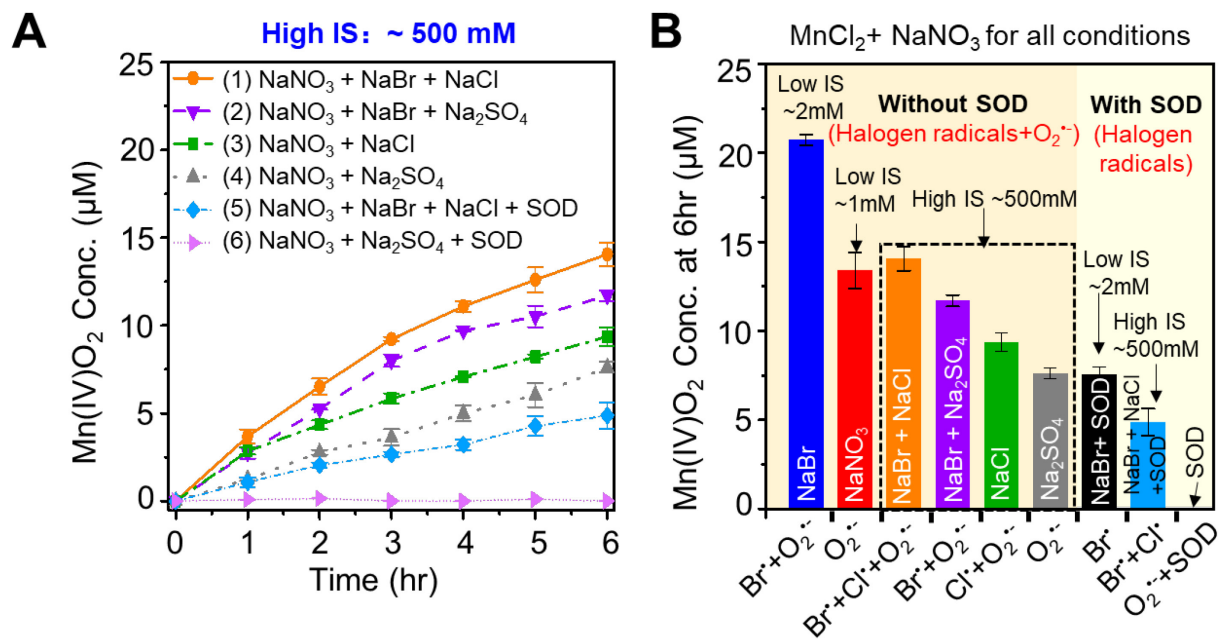 A
High IS: ~ 500 mM
Mn(IV)O₂ Conc. (μM)
25
20
15
10
5
0
(1) NaNO₃ + NaBr + NaCl
(2) NaNO₃ + NaBr + Na₂SO₄
(3) NaNO₃ + NaCl
(4) NaNO₃ + Na₂SO₄
(5) NaNO₃ + NaBr + NaCl + SOD
(6) NaNO₃ + Na₂SO₄ + SOD
0 1 2 3 4 5 6
Time (hr)
B
MnCl₂+ NaNO₃ for all conditions
Mn(IV)O₂ Conc. at 6hr (μM)
25
20
15
10
5
0
Low IS
~2mM
Without SOD
(Halogen radicals+O₂•⁻)
With SOD
(Halogen
radicals)
Low IS
~1mM
High IS ~500mM
Low IS
~2mM
High IS
~500mM
NaBr
NaNO₃
NaBr + NaCl
NaBr + Na₂SO₄
NaCl
Na₂SO₄
NaBr+ SOD
NaBr + NaCl
+SOD
SOD
Br•+O₂•⁻
O₂•⁻
Br•+Cl•+O₂•⁻
Br•+O₂•⁻
Cl•+O₂•⁻
O₂•⁻
Br•
Br•+Cl•
O₂•⁻+SOD